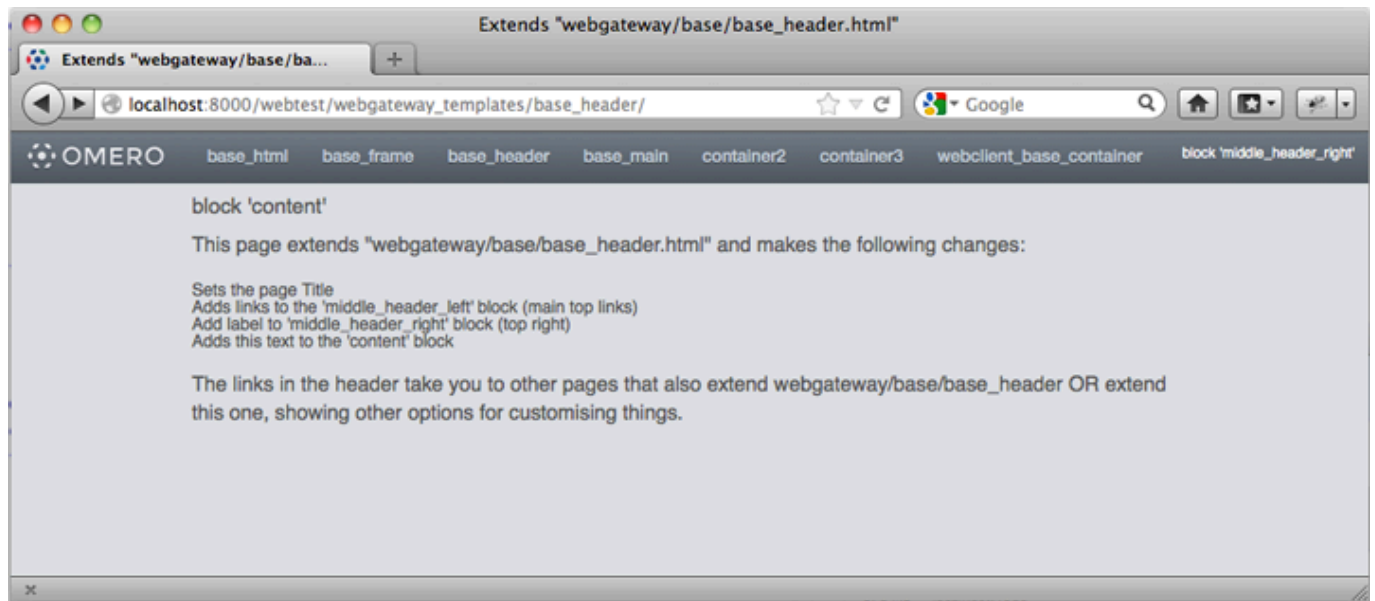 Extends "webgateway/base/base_header.html"
Extends "webgateway/base/ba...
localhost:8000/webtest/webgateway_templates/base_header/
Google
OMERO base_html base_frame base_header base_main container2 container3 webclient_base_container block 'middle_header_right'
block 'content'
This page extends "webgateway/base/base_header.html" and makes the following changes:
Sets the page Title
Adds links to the 'middle_header_left' block (main top links)
Add label to 'middle_header_right' block (top right)
Adds this text to the 'content' block
The links in the header take you to other pages that also extend webgateway/base/base_header OR extend
this one, showing other options for customising things.